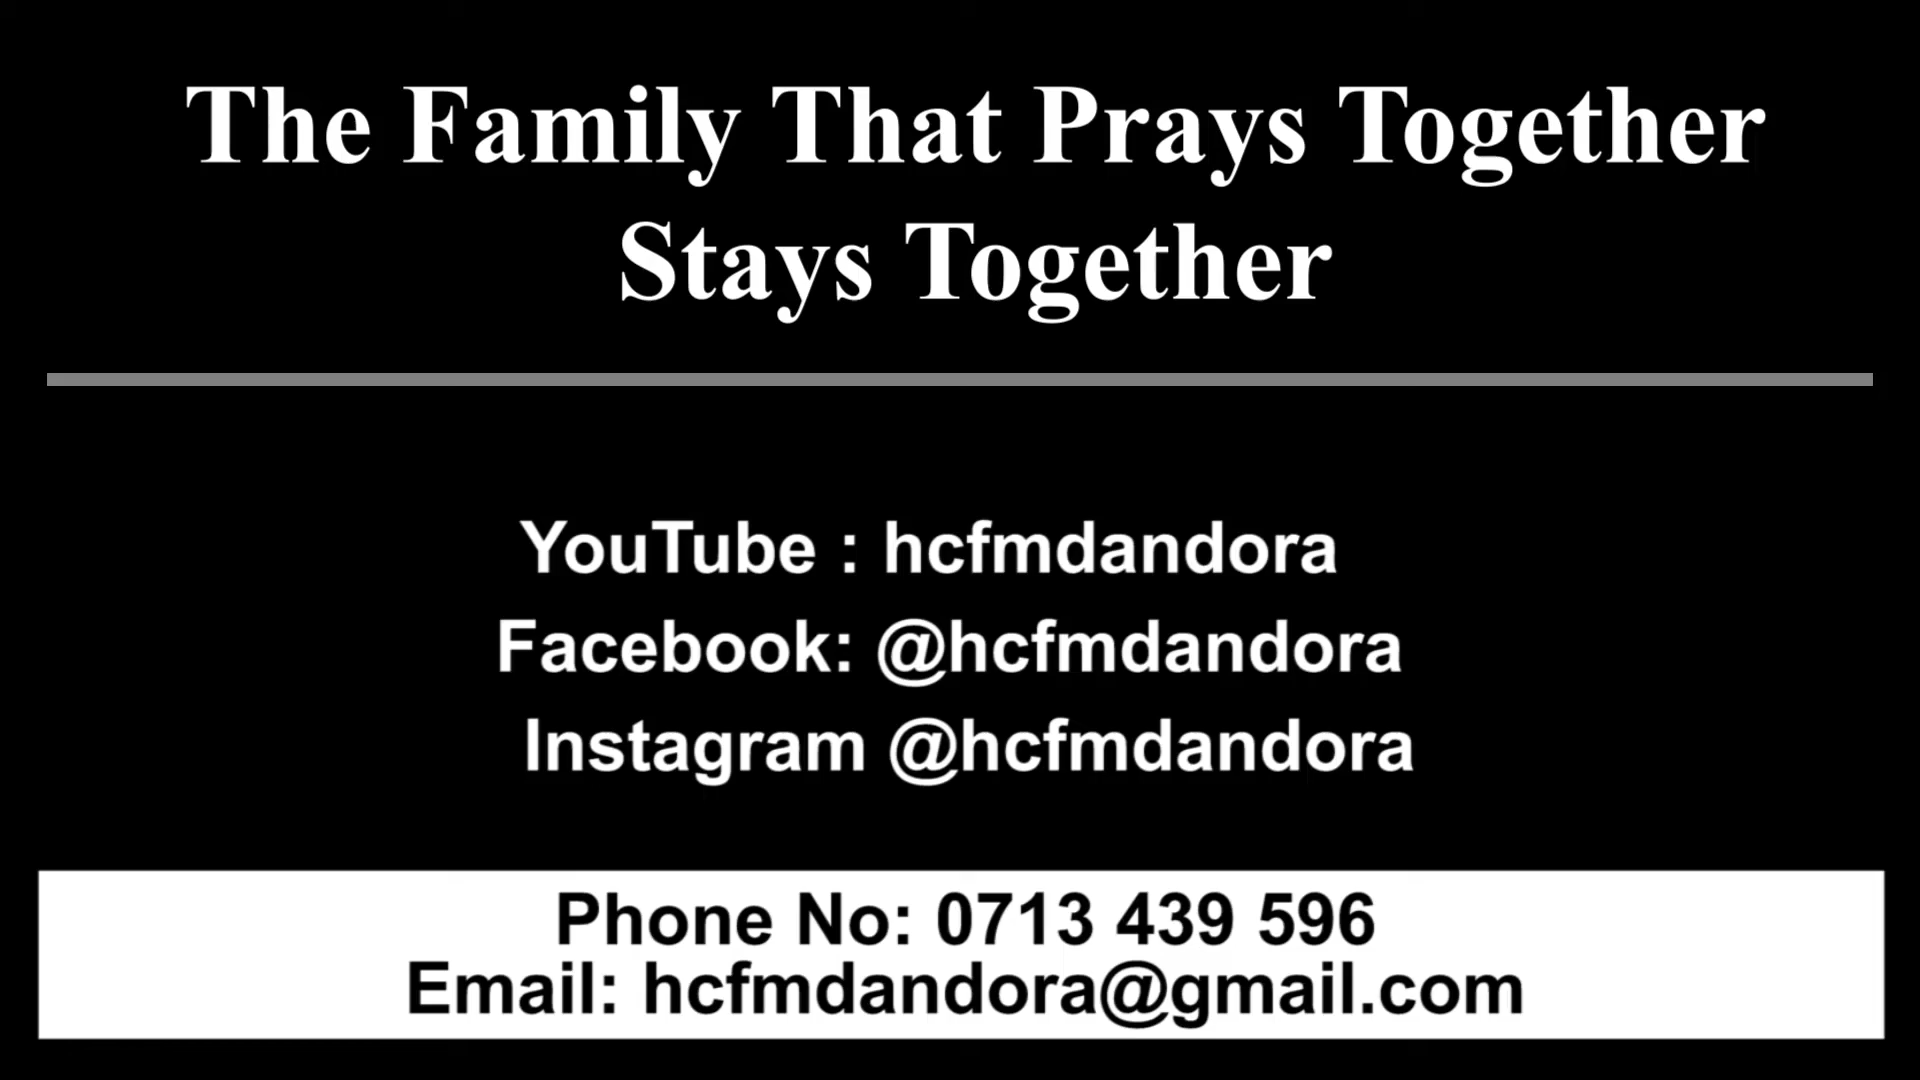 The Family That Prays Together
Stays Together
YouTube : hcfmdandora
Facebook: @hcfmdandora
Instagram @hcfmdandora
Phone No: 0713 439 596
Email: hcfmdandora@gmail.com